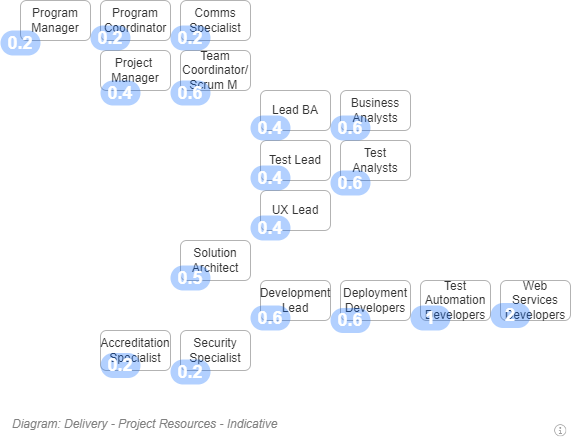 Program
Manager
0.2
Program
Coordinator
0.2
Comms
Specialist
0.2
Project
Manager
0.4
Team
Coordinator/
Scrum M
0.6
Lead BA
0.4
Business
Analysts
0.6
Test Lead
0.4
Test
Analysts
0.6
UX Lead
0.4
Solution
Architect
0.5
Development
Lead
0.6
Deployment
Developers
0.6
Test
Automation
Developers
1
Web
Services
Developers
2
Accreditation
Specialist
0.2
Security
Specialist
0.2
Diagram: Delivery - Project Resources - Indicative